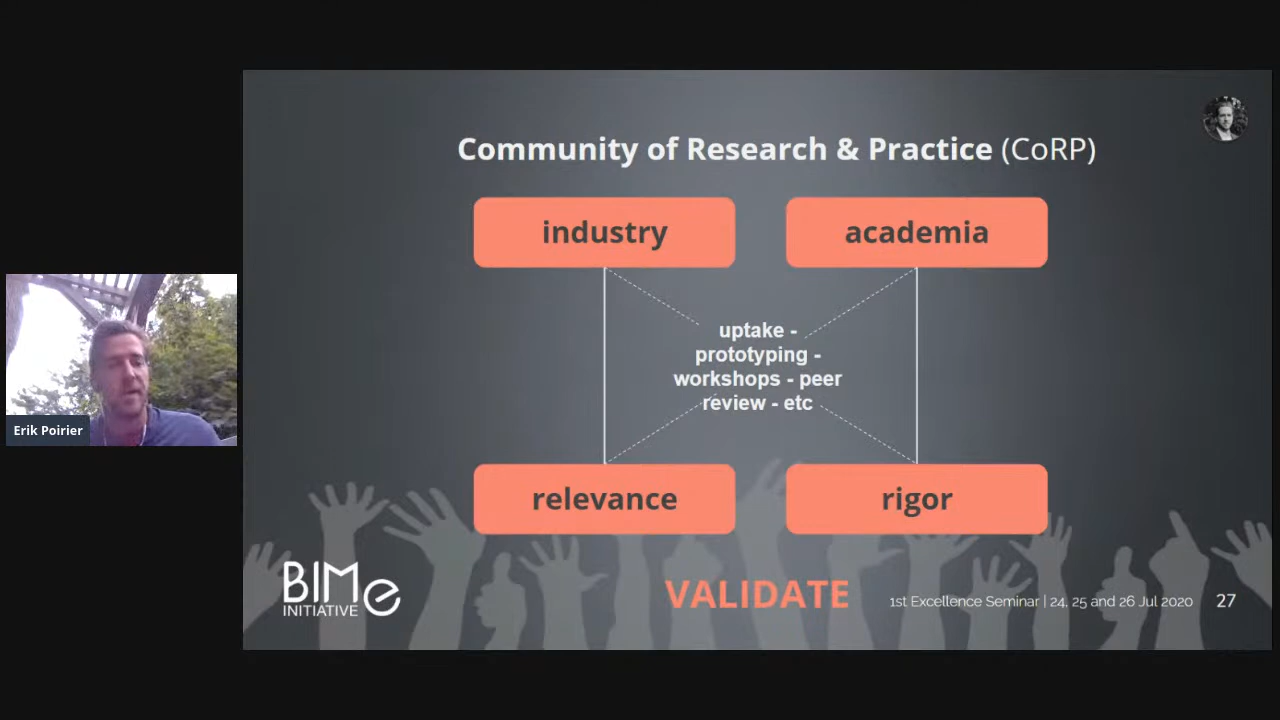 Community of Research & Practice (CoRP)
industry
academia
uptake -
prototyping -
workshops - peer
review - etc
relevance
rigor
Erik Poirier
BIMe
INITIATIVE
VALIDATE
1st Excellence Seminar | 24, 25 and 26 Jul 2020
27